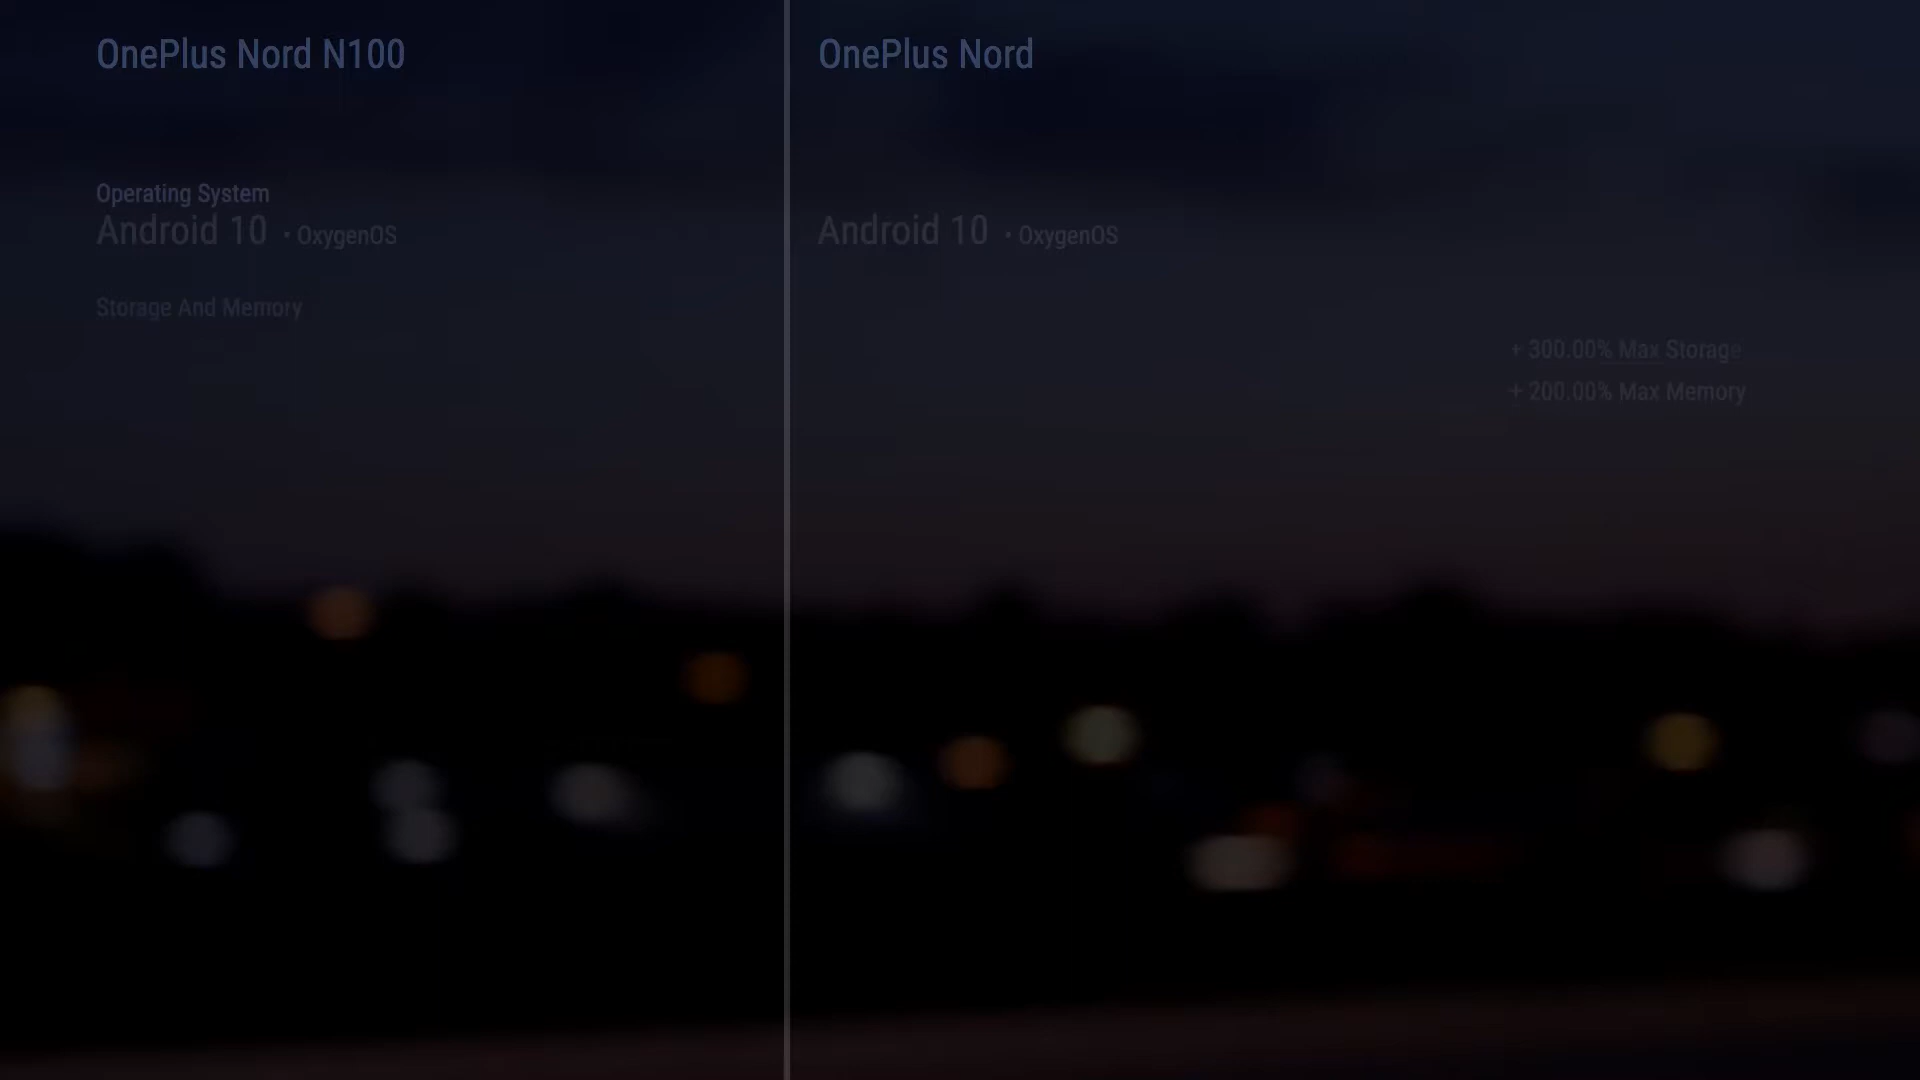 OnePlus Nord N100
OnePlus Nord
Operating System
Android 10 • OxygenOS
Android 10 • OxygenOS
Storage And Memory
+ 300.00% Max Storage
+ 200.00% Max Memory